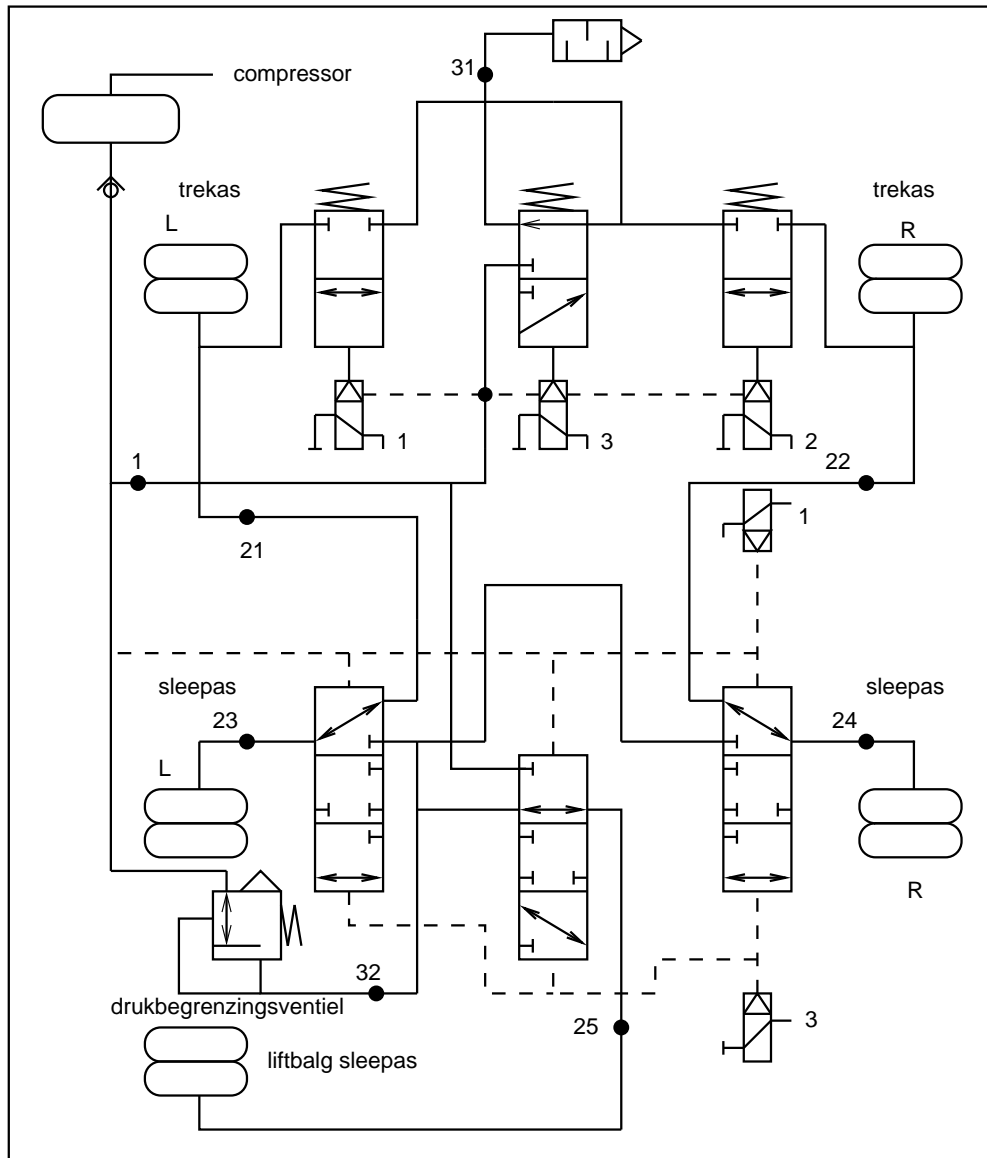 31
compressor
trekas
trekas
L
R
1
3
2
1
22
1
21
sleepas
sleepas
23
24
L
R
32
drukbegrenzingsventiel
25
3
liftbalg sleepas